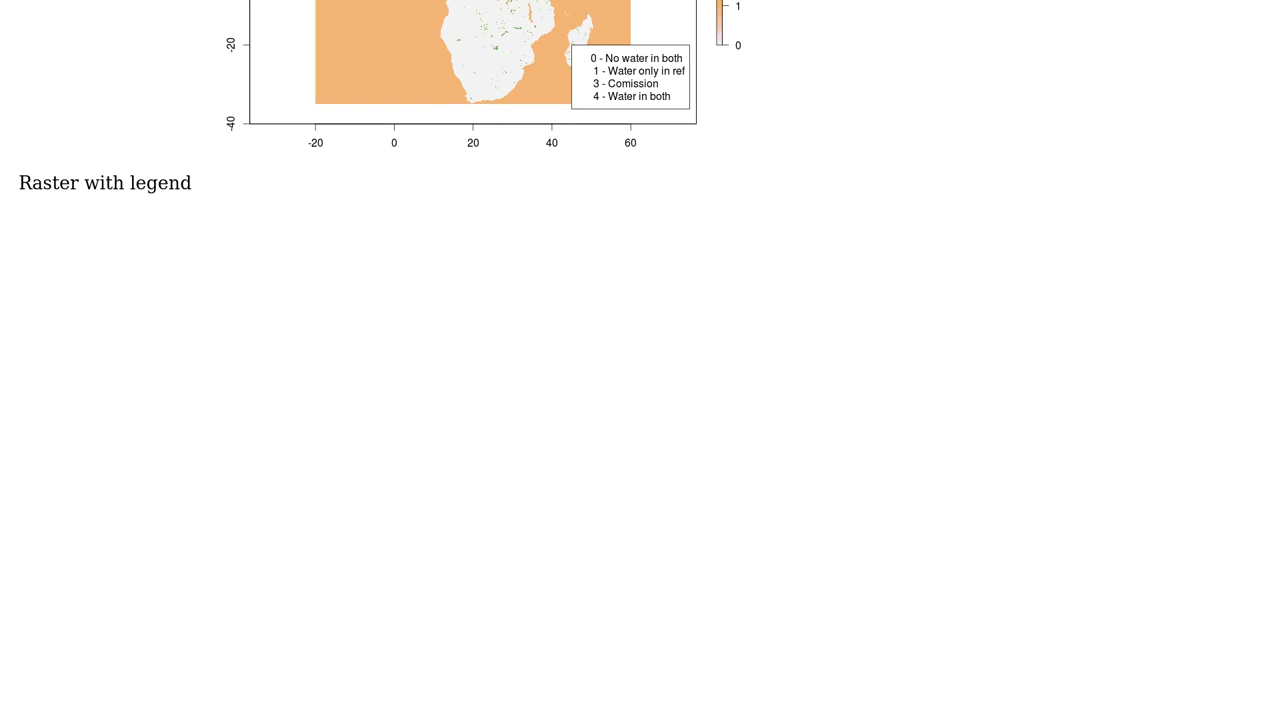 1
0
-20
-40
0 - No water in both
1 - Water only in ref
3 - Comission
4 - Water in both
-20 0 20 40 60
Raster with legend